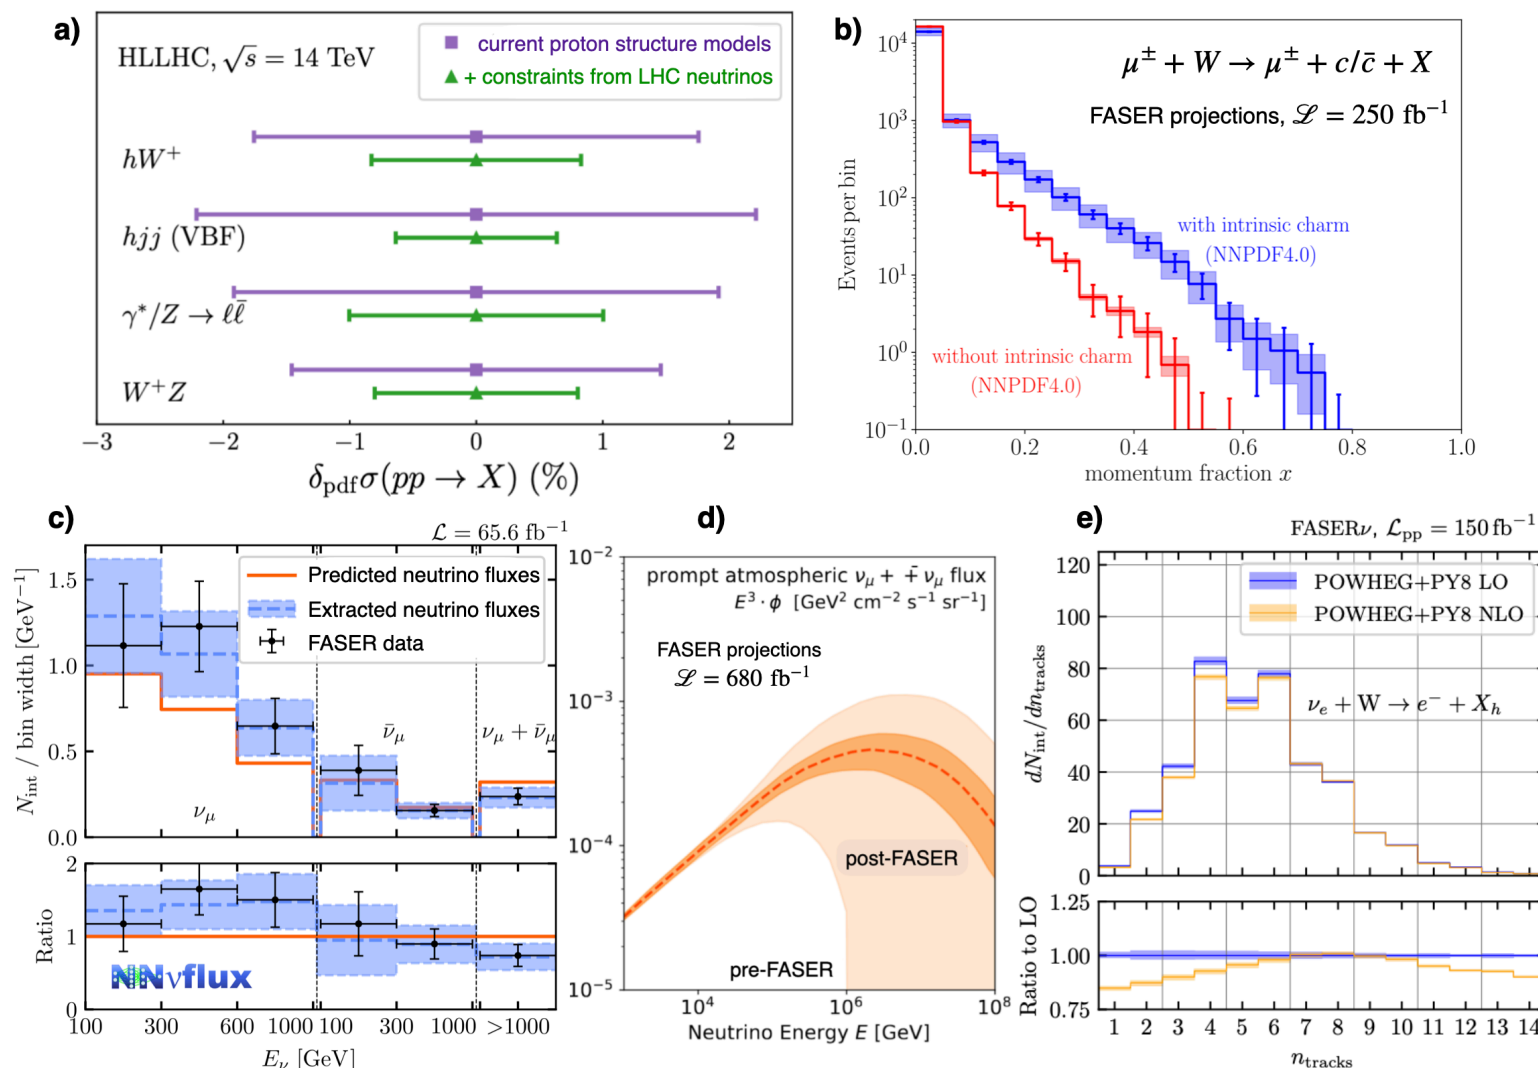 a)
HLLHC, √s = 14 TeV
current proton structure models
+ constraints from LHC neutrinos
hW⁺
hjj (VBF)
γ*/Z → ℓℓ̄
W⁺Z
−3 −2 −1 0 1 2
δ_pdf σ(pp → X) (%)
b)
μ± + W → μ± + c/c̄ + X
FASER projections, ℒ = 250 fb⁻¹
Events per bin
10⁴
10³
10²
10¹
10⁰
10⁻¹
with intrinsic charm
(NNPDF4.0)
without intrinsic charm
(NNPDF4.0)
0.0 0.2 0.4 0.6 0.8 1.0
momentum fraction x
c)
ℒ = 65.6 fb⁻¹
Predicted neutrino fluxes
Extracted neutrino fluxes
FASER data
N_int / bin width [GeV⁻¹]
1.5
1.0
0.5
0.0
ν_μ
ν̄_μ
ν_μ + ν̄_μ
Ratio
2
1
0
NNνflux
100 300 600 1000 100 300 1000 >1000
E_ν [GeV]
d)
prompt atmospheric ν_μ + +̄ ν_μ flux
E³ · ϕ [GeV² cm⁻² s⁻¹ sr⁻¹]
FASER projections
ℒ = 680 fb⁻¹
10⁻²
10⁻³
10⁻⁴
10⁻⁵
post-FASER
pre-FASER
10⁴ 10⁶ 10⁸
Neutrino Energy E [GeV]
e)
FASERν, ℒ_pp = 150 fb⁻¹
POWHEG+PY8 LO
POWHEG+PY8 NLO
ν_e + W → e⁻ + X_h
dN_int/dn_tracks
120
100
80
60
40
20
0
Ratio to LO
1.25
1.00
0.75
1 2 3 4 5 6 7 8 9 10 11 12 13 14
n_tracks